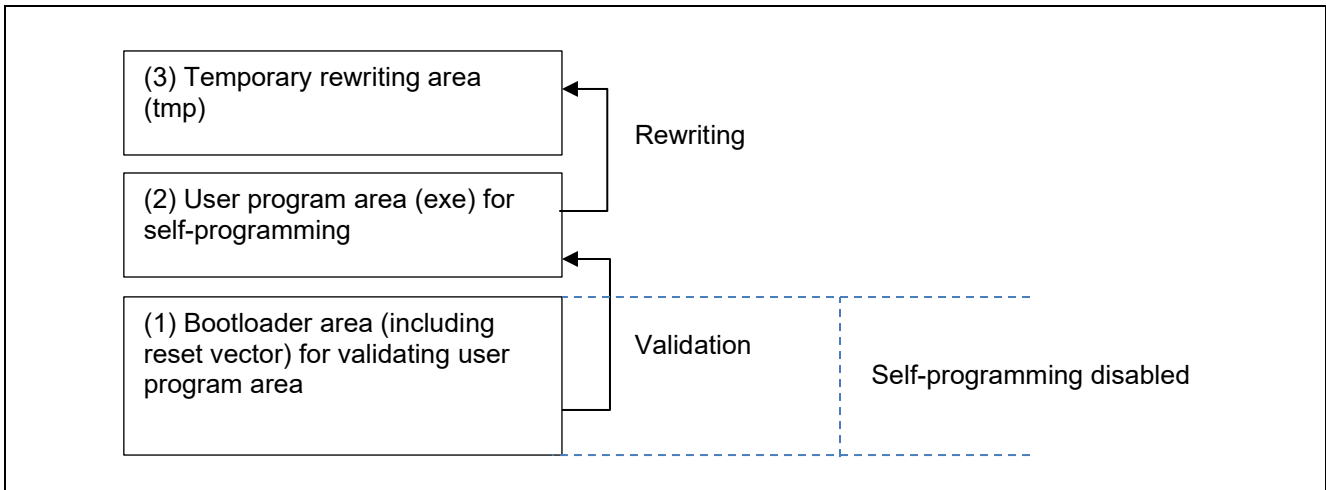 (3) Temporary rewriting area
(tmp)
Rewriting
(2) User program area (exe) for
self-programming
(1) Bootloader area (including
reset vector) for validating user
program area
Validation
Self-programming disabled